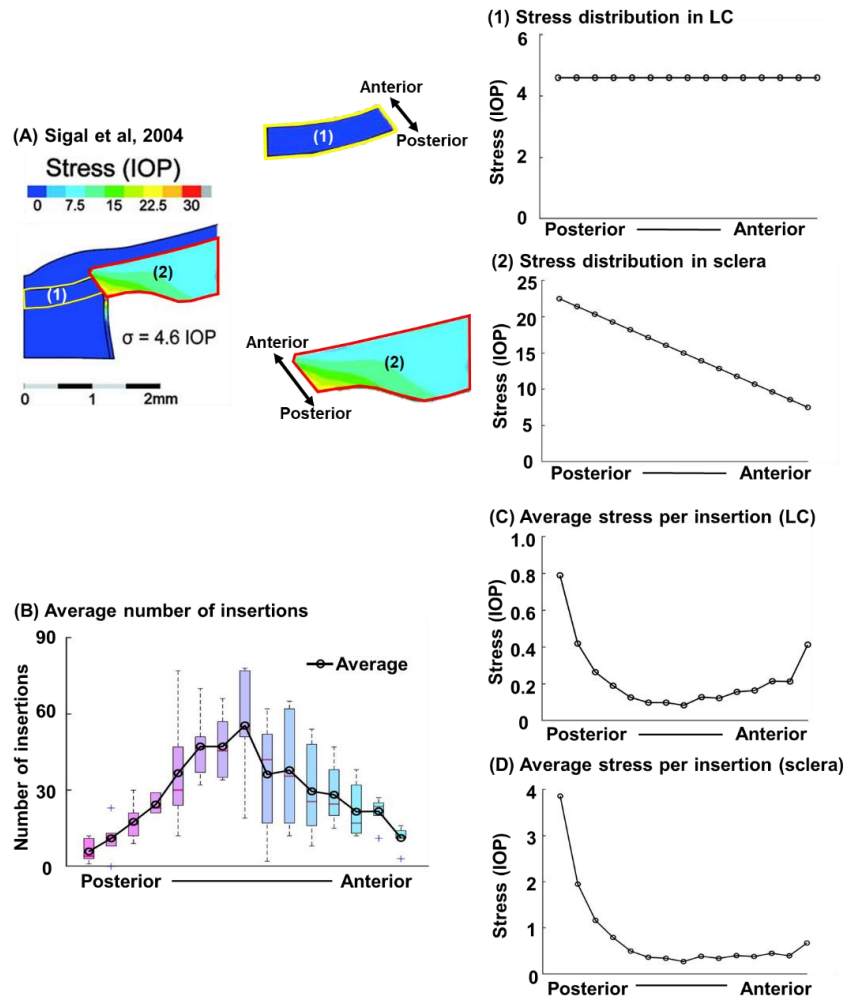 (1) Stress distribution in LC
6
4
2
0
Stress (IOP)
Posterior
Anterior
Anterior
Posterior
(1)
(A) Sigal et al, 2004
Stress (IOP)
0 7.5 15 22.5 30
(1)
(2)
σ = 4.6 IOP
0 1 2mm
Anterior
Posterior
(2)
(2) Stress distribution in sclera
25
20
15
10
5
0
Stress (IOP)
Posterior
Anterior
(B) Average number of insertions
90
60
30
0
Number of insertions
Average
Posterior
Anterior
(C) Average stress per insertion (LC)
1.0
0.8
0.6
0.4
0.2
0
Stress (IOP)
Posterior
Anterior
(D) Average stress per insertion (sclera)
4
3
2
1
0
Stress (IOP)
Posterior
Anterior